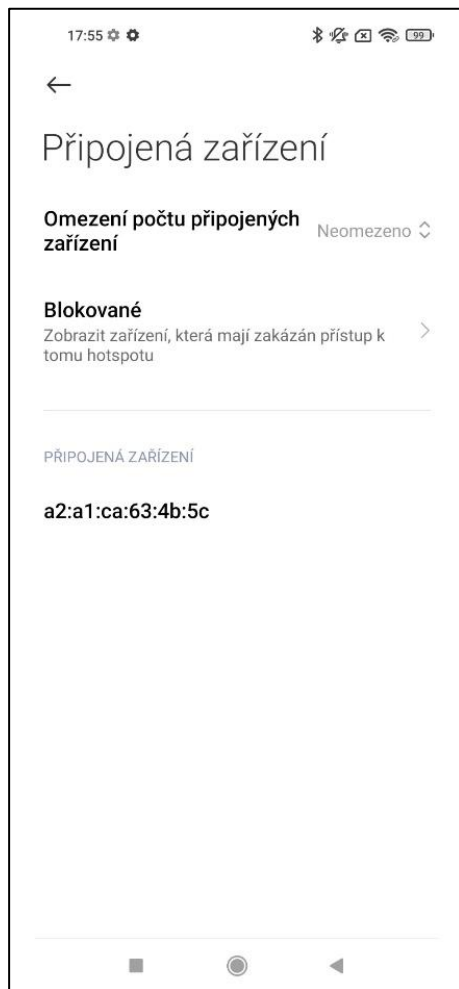 17:55
99
Připojená zařízení
Omezení počtu připojených
zařízení
Neomezeno
Blokované
Zobrazit zařízení, která mají zakázán přístup k
tomu hotspotu
PŘIPOJENÁ ZAŘÍZENÍ
a2:a1:ca:63:4b:5c